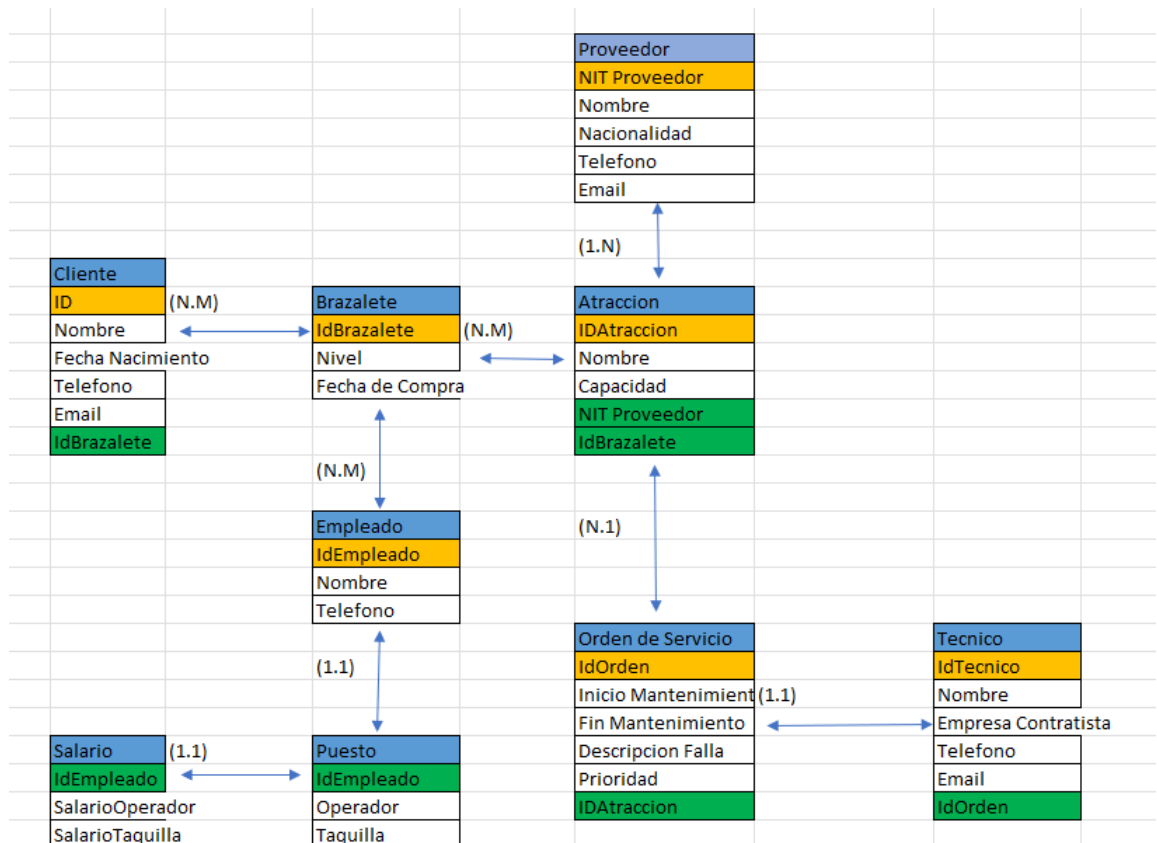 Proveedor
NIT Proveedor
Nombre
Nacionalidad
Telefono
Email
(1.N)
Cliente
ID
(N.M)
Nombre
Fecha Nacimiento
Telefono
Email
IdBrazalete
Brazalete
IdBrazalete
(N.M)
Nivel
Fecha de Compra
Atraccion
IDAtraccion
Nombre
Capacidad
NIT Proveedor
IdBrazalete
(N.M)
(N.1)
Empleado
IdEmpleado
Nombre
Telefono
(1.1)
Salario
(1.1)
IdEmpleado
SalarioOperador
SalarioTaquilla
Puesto
IdEmpleado
Operador
Taquilla
Orden de Servicio
IdOrden
Inicio Mantenimient
(1.1)
Fin Mantenimiento
Descripcion Falla
Prioridad
IDAtraccion
Tecnico
IdTecnico
Nombre
Empresa Contratista
Telefono
Email
IdOrden